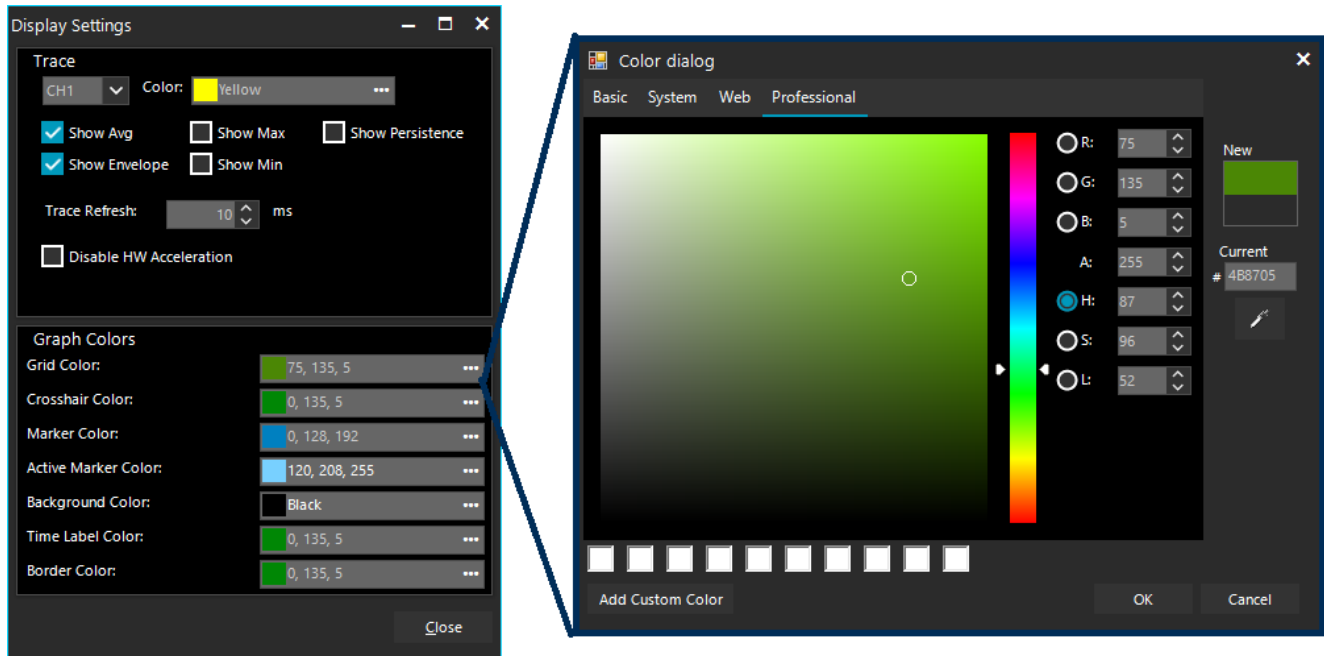 Display Settings
Trace
CH1 Color: Yellow ...
Show Avg Show Max Show Persistence
Show Envelope Show Min
Trace Refresh: 10 ms
Disable HW Acceleration
Graph Colors
Grid Color: 75, 135, 5 ...
Crosshair Color: 0, 135, 5 ...
Marker Color: 0, 128, 192 ...
Active Marker Color: 120, 208, 255 ...
Background Color: Black ...
Time Label Color: 0, 135, 5 ...
Border Color: 0, 135, 5 ...
Close
Color dialog
Basic System Web Professional
R: 75
G: 135
B: 5
A: 255
H: 87
S: 96
L: 52
New
Current
# 4B8705
Add Custom Color OK Cancel